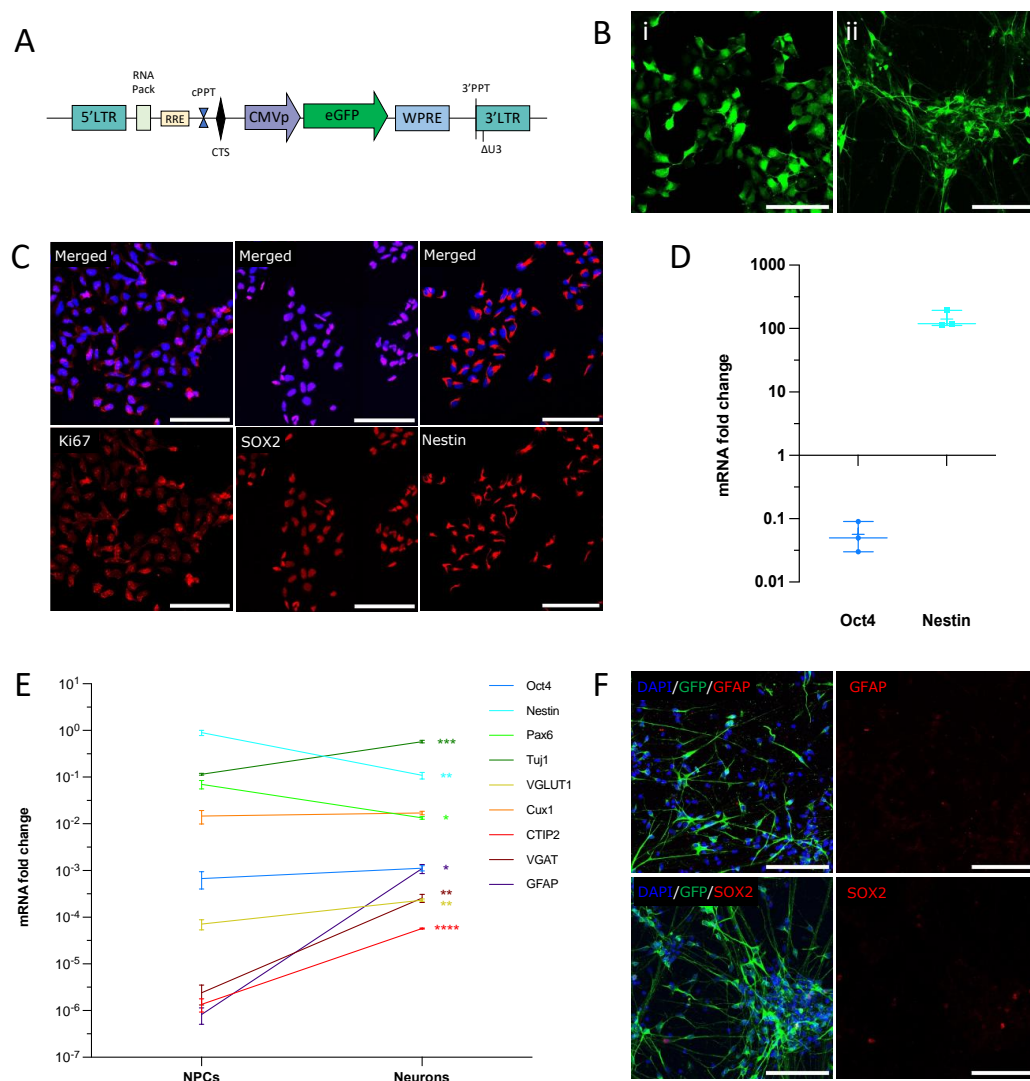 A
RNA
Pack
cPPT
3'PPT
5'LTR
RRE
CMVp
eGFP
WPRE
3'LTR
CTS
ΔU3
B
i
ii
C
Merged
Merged
Merged
Ki67
SOX2
Nestin
D
mRNA fold change
1000
100
10
1
0.1
0.01
Oct4
Nestin
E
mRNA fold change
10¹
10⁰
10⁻¹
10⁻²
10⁻³
10⁻⁴
10⁻⁵
10⁻⁶
10⁻⁷
NPCs
Neurons
***
**
*
*
**
**
****
Oct4
Nestin
Pax6
Tuj1
VGLUT1
Cux1
CTIP2
VGAT
GFAP
F
DAPI/GFP/GFAP
GFAP
DAPI/GFP/SOX2
SOX2